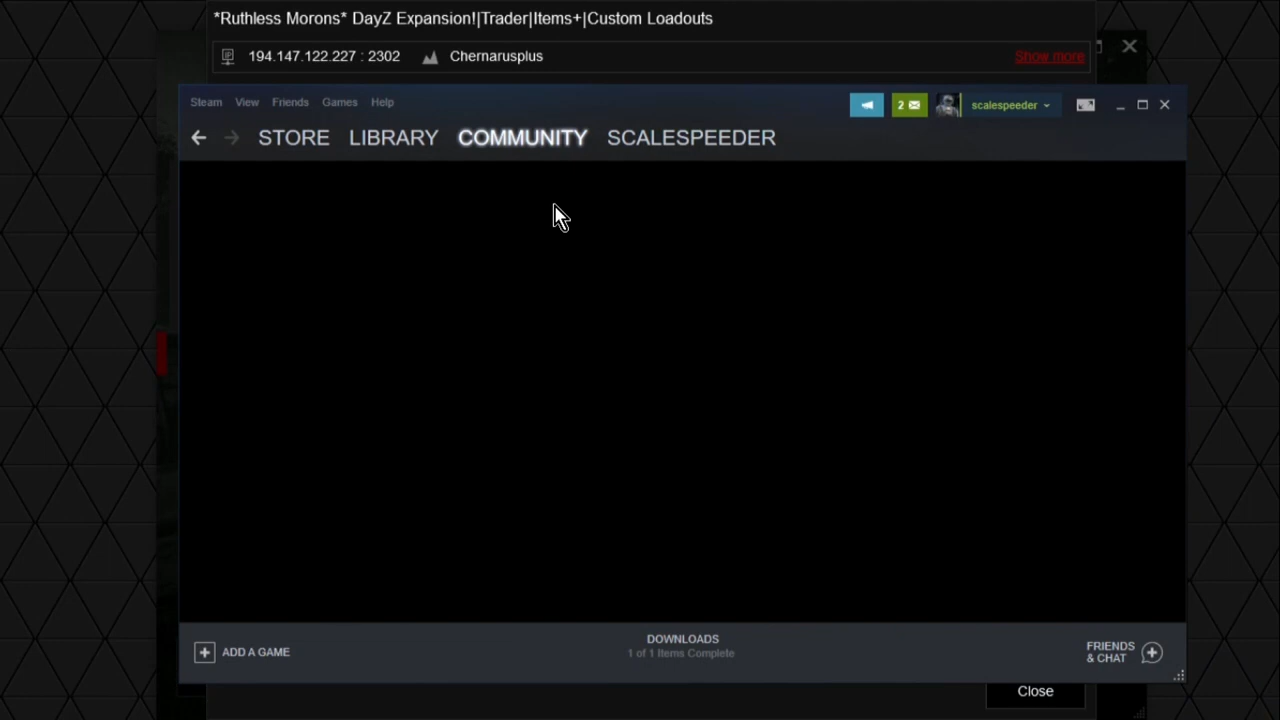 *Ruthless Morons* DayZ Expansion!|Trader|Items+|Custom Loadouts
IP 194.147.122.227 : 2302 Chernarusplus Show more
Steam View Friends Games Help 2 scalespeeder
STORE LIBRARY COMMUNITY SCALESPEEDER
ADD A GAME
DOWNLOADS
1 of 1 Items Complete
FRIENDS
& CHAT
Close